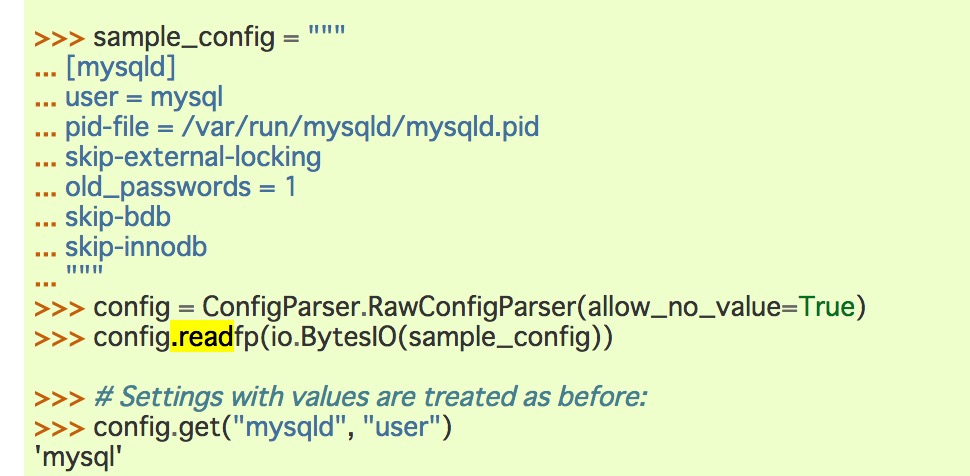 >>> sample_config = """
... [mysqld]
... user = mysql
... pid-file = /var/run/mysqld/mysqld.pid
... skip-external-locking
... old_passwords = 1
... skip-bdb
... skip-innodb
... """
>>> config = ConfigParser.RawConfigParser(allow_no_value=True)
>>> config.readfp(io.BytesIO(sample_config))
>>> # Settings with values are treated as before:
>>> config.get("mysqld", "user")
'mysql'